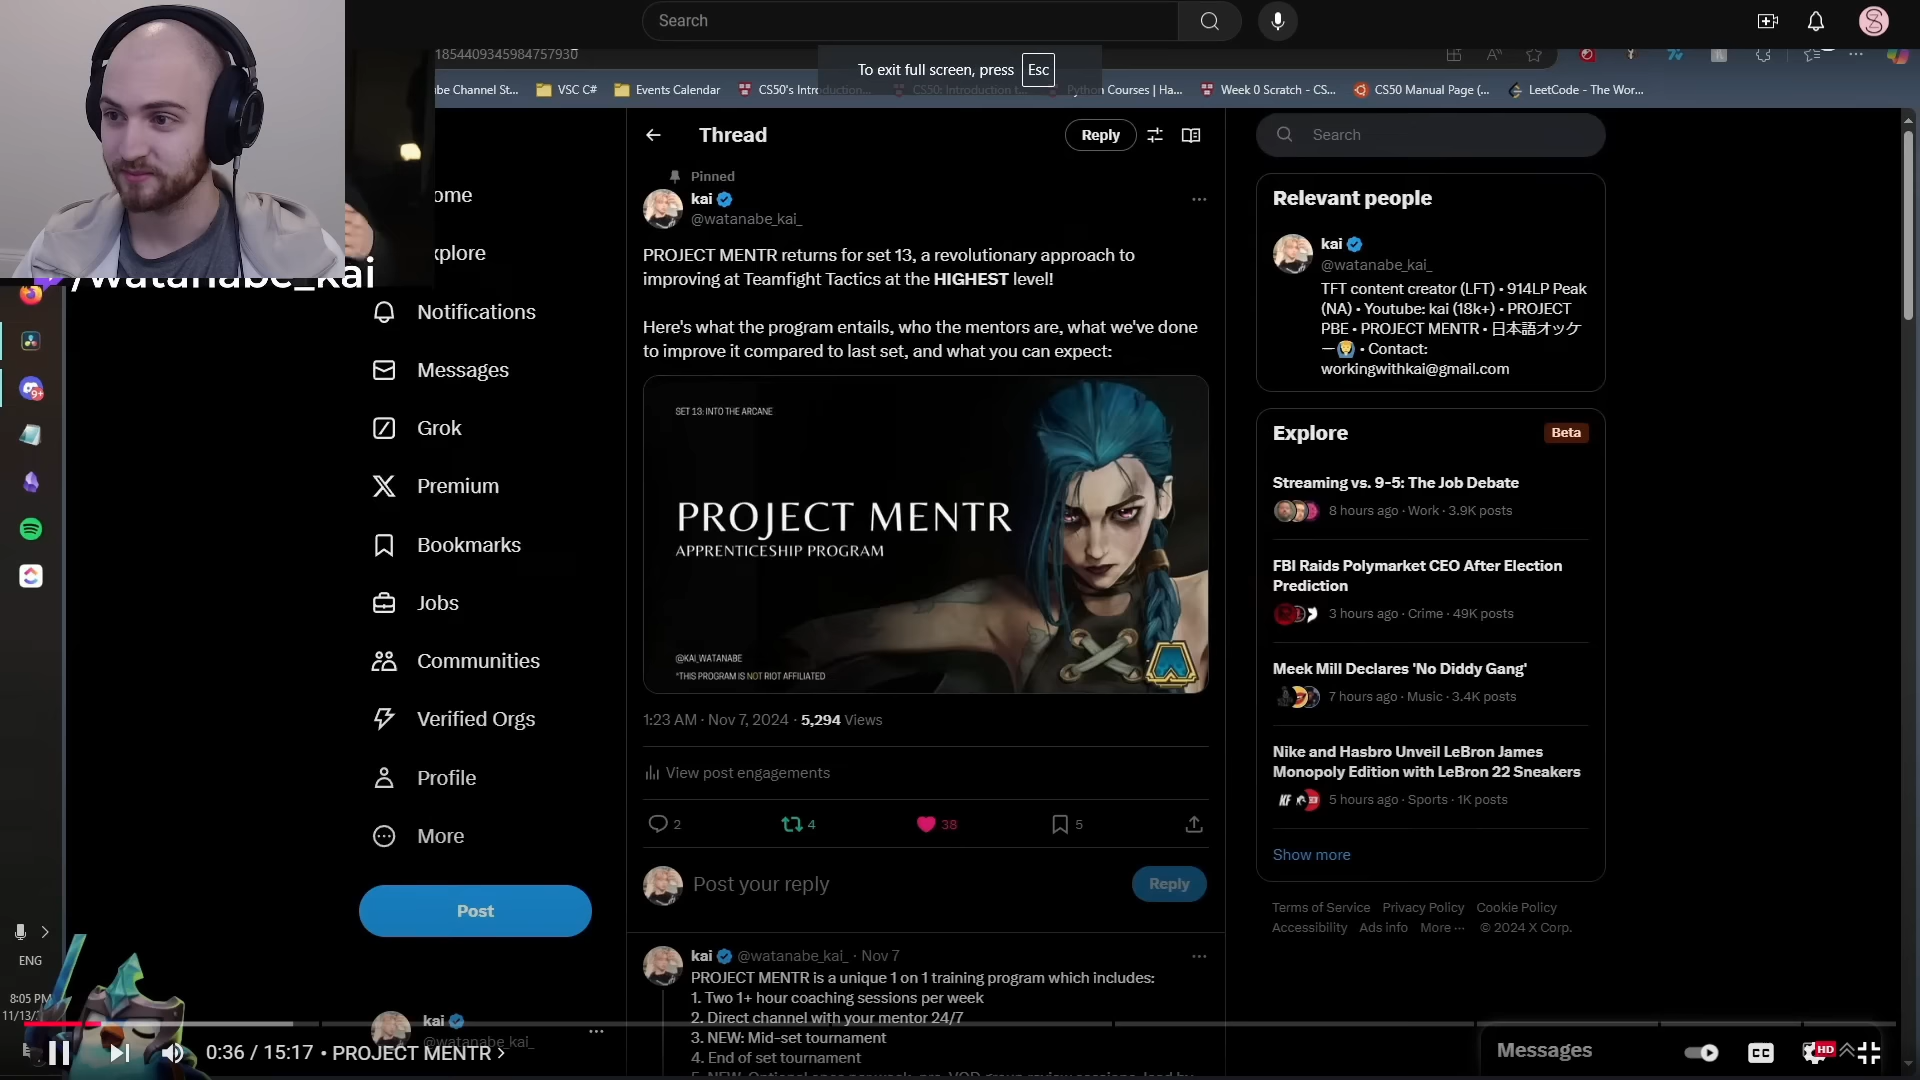 Search
1854409345984757930
To exit full screen, press Esc
be Channel St...
VSC C#
Events Calendar
CS50's Introduction...
CS50: Introduction t...
Python Courses | Ha...
Week 0 Scratch - CS...
CS50 Manual Page (...
LeetCode - The Wor...
/watanabe_kai
ome
xplore
Notifications
Messages
Grok
Premium
Bookmarks
Jobs
Communities
Verified Orgs
Profile
More
Post
kai
@watanabe_kai_
Thread
Reply
Pinned
kai
@watanabe_kai_
PROJECT MENTR returns for set 13, a revolutionary approach to
improving at Teamfight Tactics at the HIGHEST level!
Here's what the program entails, who the mentors are, what we've done
to improve it compared to last set, and what you can expect:
SET 13: INTO THE ARCANE
PROJECT MENTR
APPRENTICESHIP PROGRAM
@KAI_WATANABE
*THIS PROGRAM IS NOT RIOT AFFILIATED
1:23 AM · Nov 7, 2024 · 5,294 Views
View post engagements
2
4
38
5
Post your reply
Reply
kai @watanabe_kai_ · Nov 7
PROJECT MENTR is a unique 1 on 1 training program which includes:
1. Two 1+ hour coaching sessions per week
2. Direct channel with your mentor 24/7
3. NEW: Mid-set tournament
4. End of set tournament
Search
Relevant people
kai
@watanabe_kai_
TFT content creator (LFT) • 914LP Peak
(NA) • Youtube: kai (18k+) • PROJECT
PBE • PROJECT MENTR • 日本語オッケ
ー • Contact:
workingwithkai@gmail.com
Explore
Beta
Streaming vs. 9-5: The Job Debate
8 hours ago · Work · 3.9K posts
FBI Raids Polymarket CEO After Election
Prediction
3 hours ago · Crime · 49K posts
Meek Mill Declares 'No Diddy Gang'
7 hours ago · Music · 3.4K posts
Nike and Hasbro Unveil LeBron James
Monopoly Edition with LeBron 22 Sneakers
5 hours ago · Sports · 1K posts
Show more
Terms of Service Privacy Policy Cookie Policy
Accessibility Ads info More ··· © 2024 X Corp.
Messages
ENG
8:05 PM
11/13/
0:36 / 15:17 • PROJECT MENTR
CC
HD